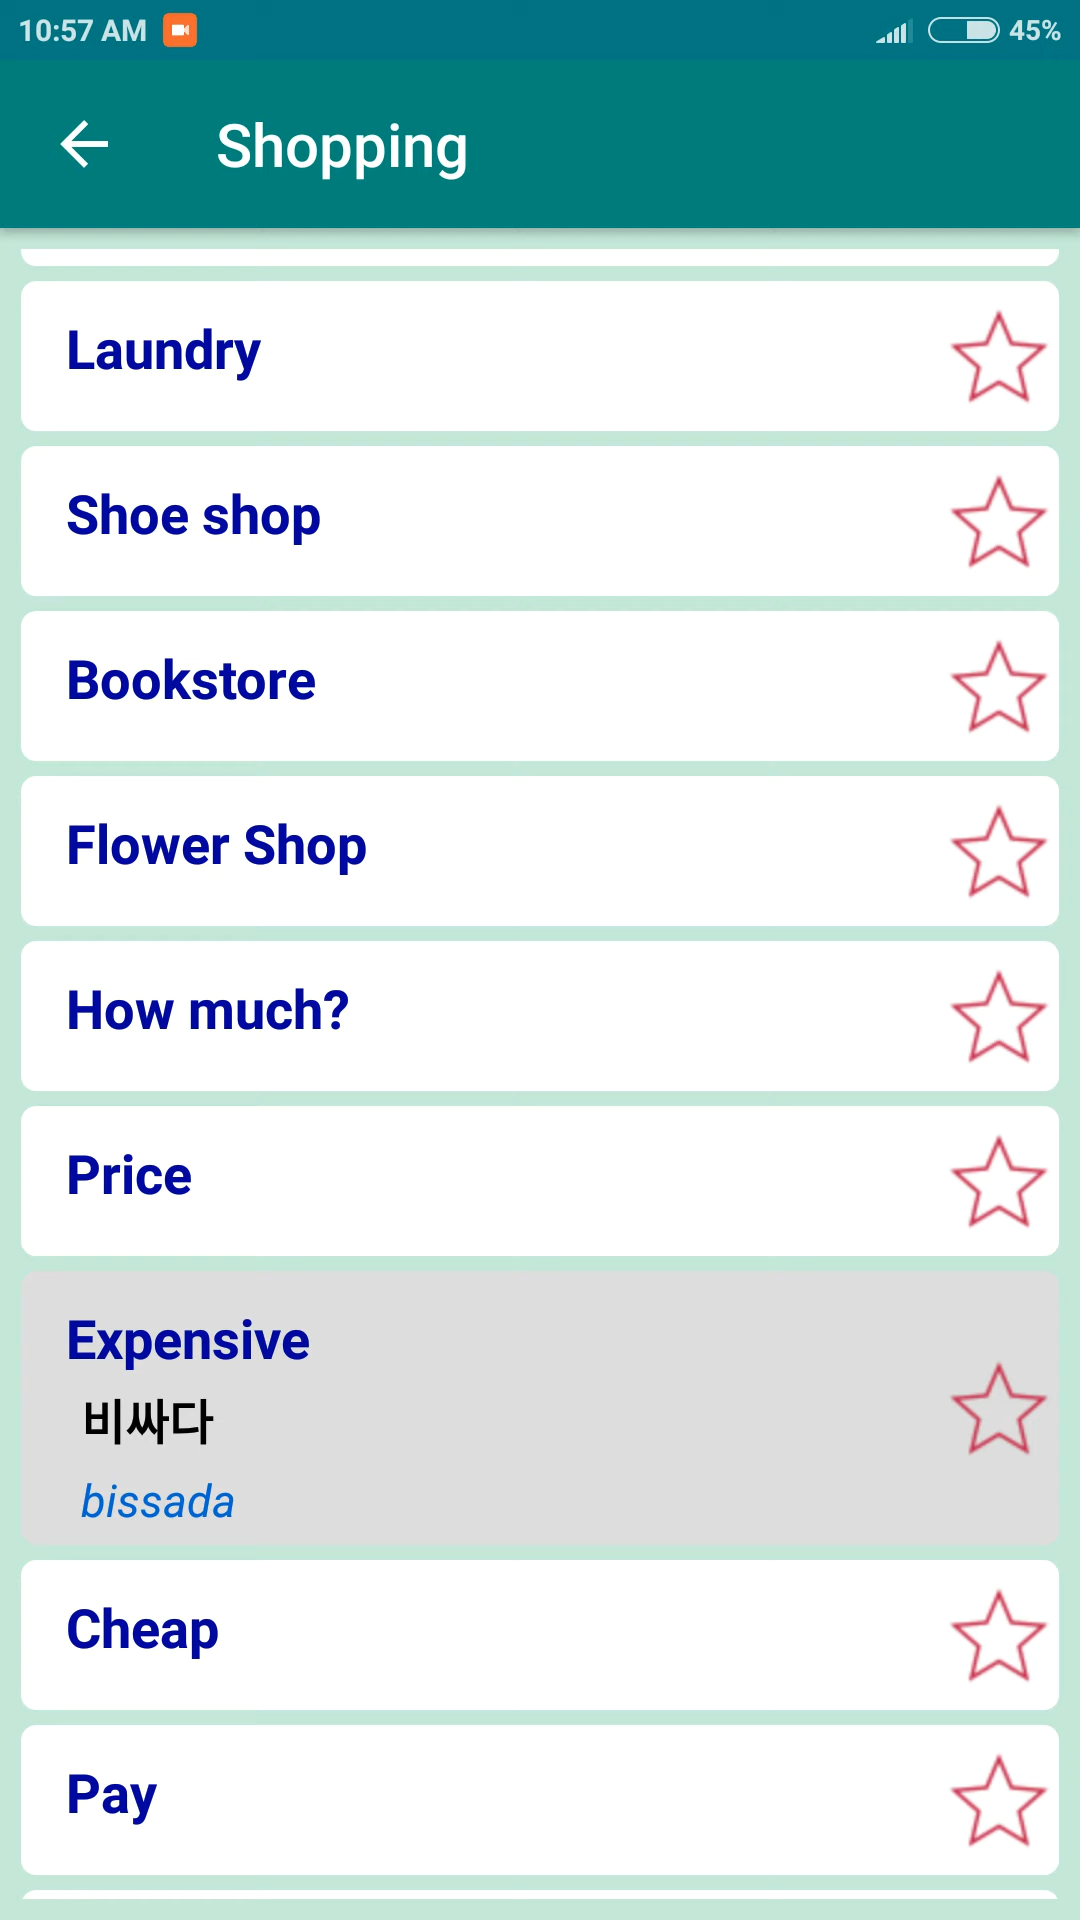 10:57 AM 45%
Shopping
Laundry
Shoe shop
Bookstore
Flower Shop
How much?
Price
Expensive
비싸다
bissada
Cheap
Pay